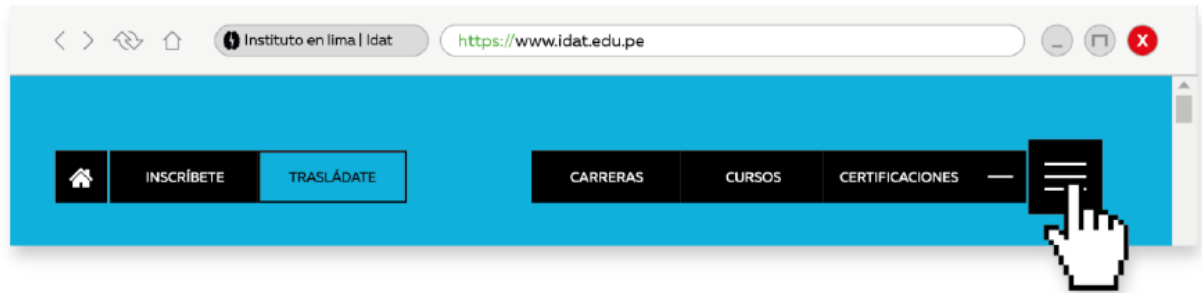 Instituto en lima | Idat
https://www.idat.edu.pe
INSCRÍBETE
TRASLÁDATE
CARRERAS
CURSOS
CERTIFICACIONES